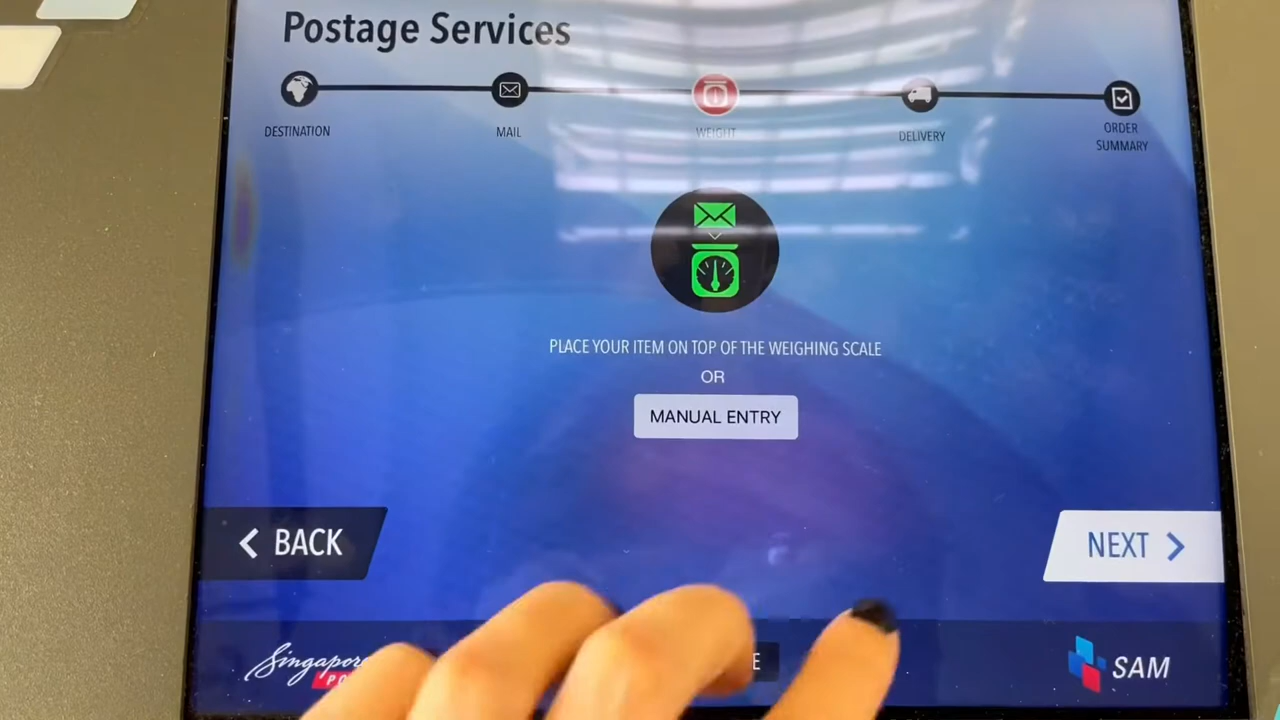 Postage Services
DESTINATION
MAIL
WEIGHT
DELIVERY
ORDER
SUMMARY
PLACE YOUR ITEM ON TOP OF THE WEIGHING SCALE
OR
MANUAL ENTRY
BACK
NEXT
SAM